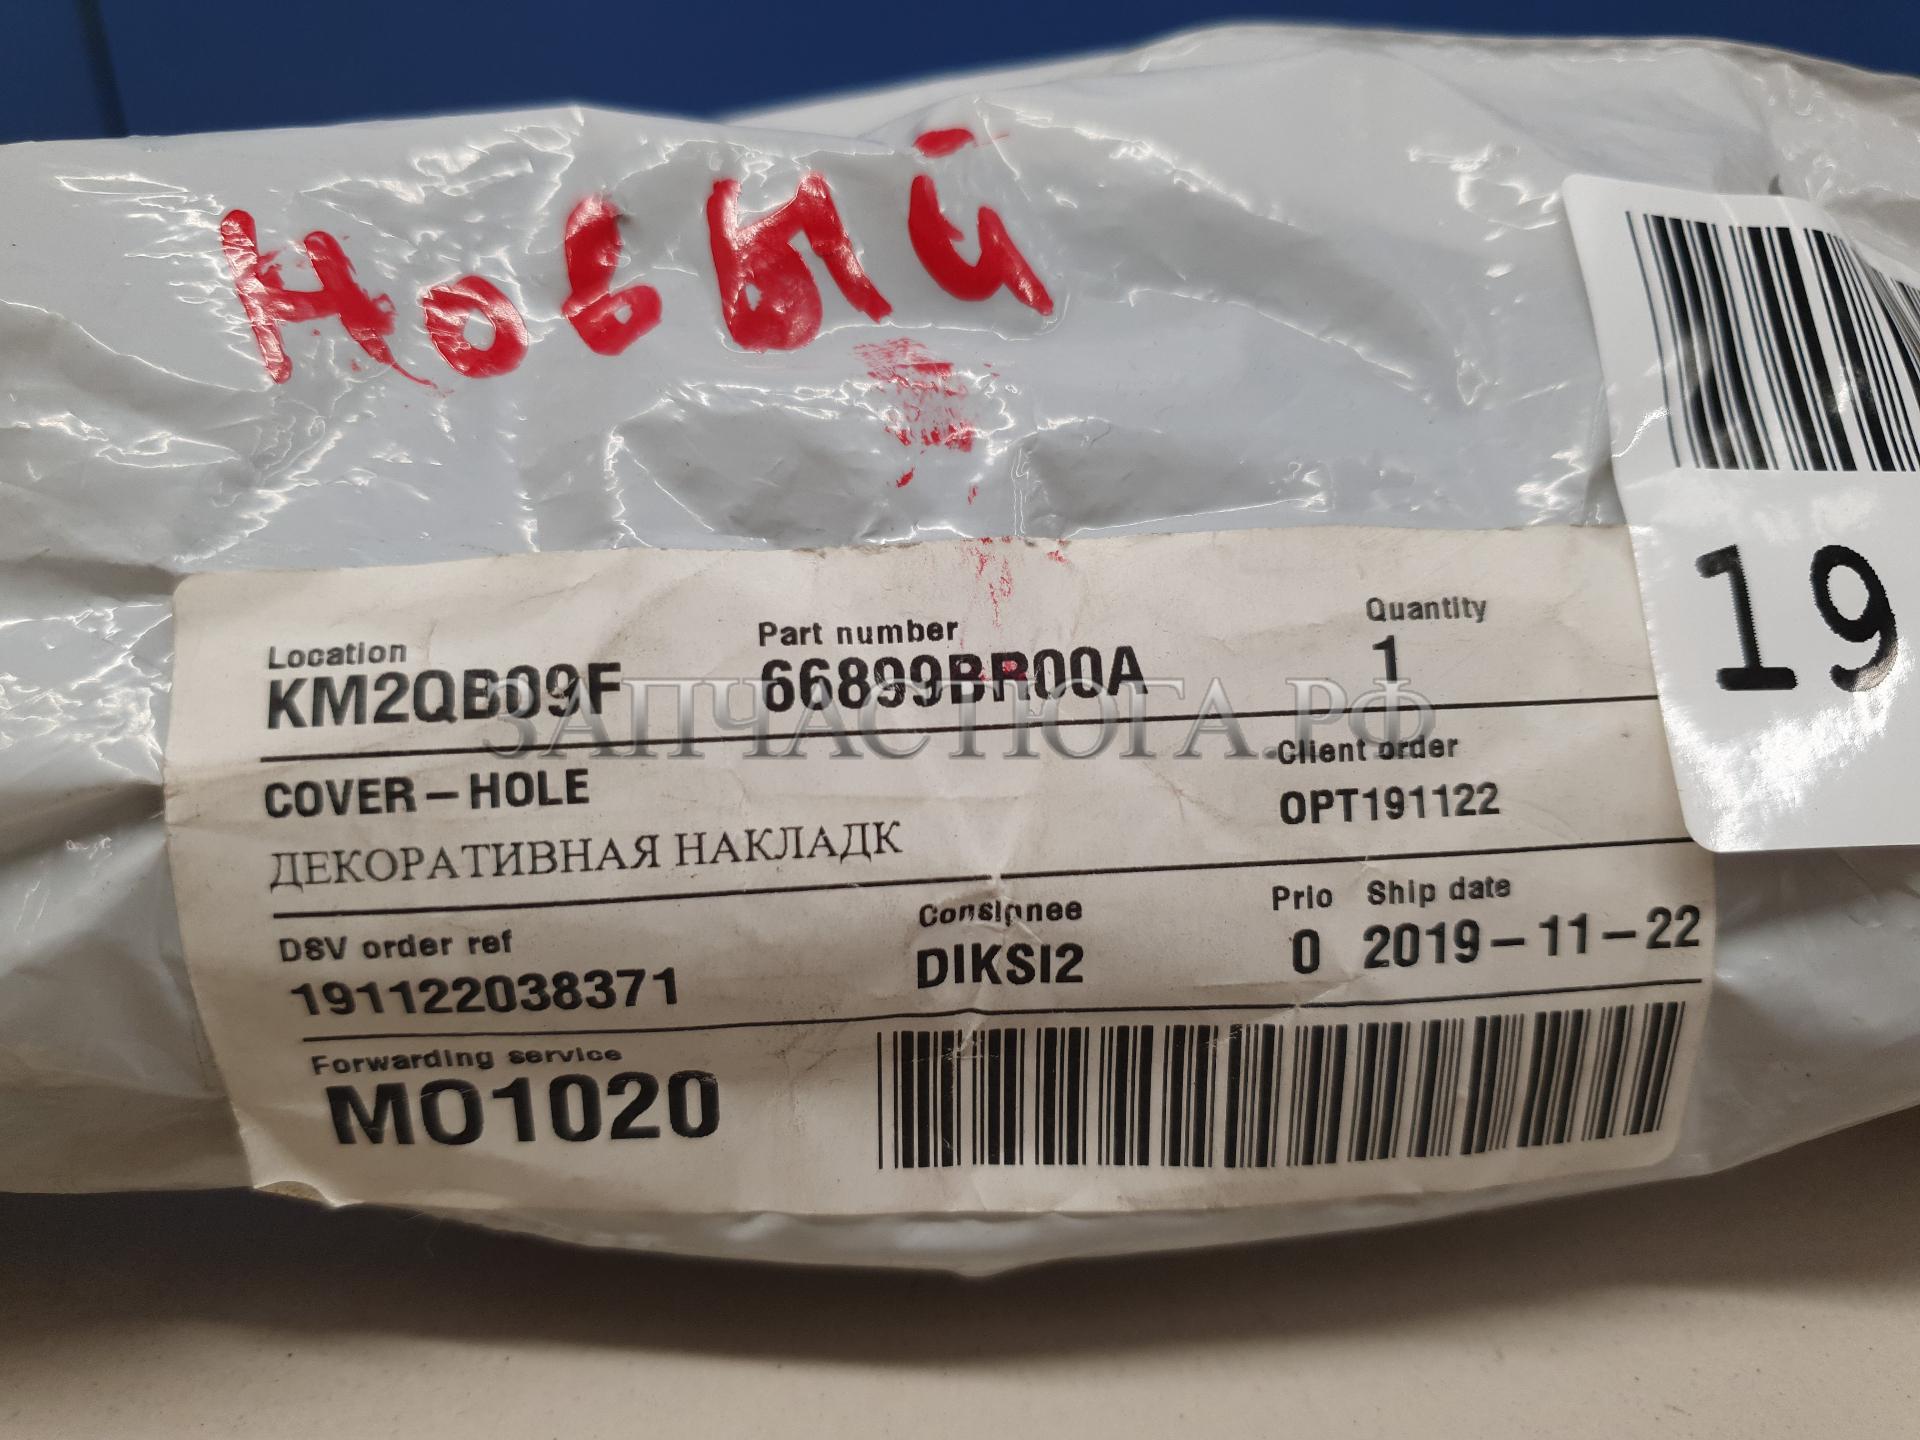 Новый
19
Location Part number Quantity
KM2QB09F 66899BR00A 1
COVER-HOLE Client order
ДЕКОРАТИВНАЯ НАКЛАДК OPT191122
DSV order ref Consignee Prio Ship date
191122038371 DIKSI2 0 2019-11-22
Forwarding service
MO1020
ЗАПЧАСТЮГА.РФ